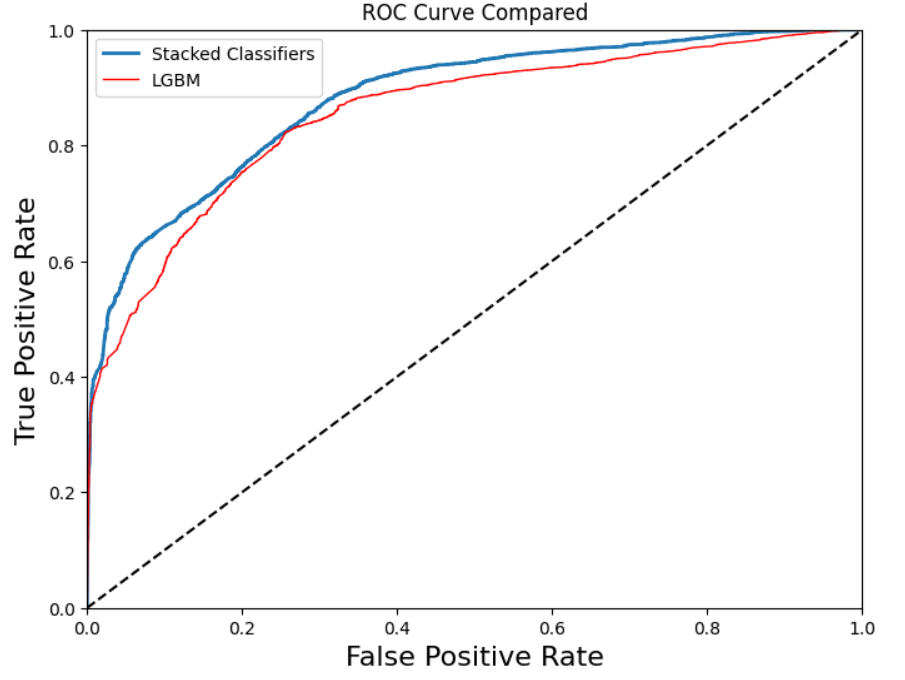 ROC Curve Compared
Stacked Classifiers
LGBM
True Positive Rate
1.0
0.8
0.6
0.4
0.2
0.0
0.0 0.2 0.4 0.6 0.8 1.0
False Positive Rate